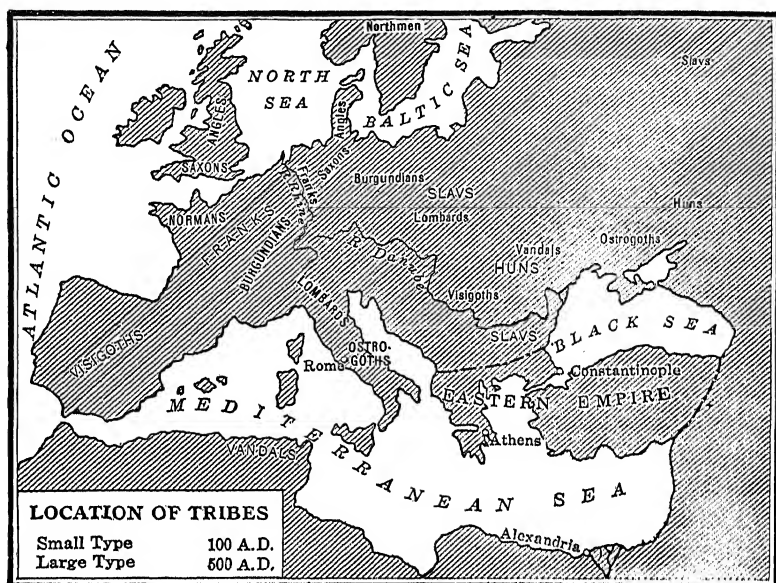 Northmen
Slavs
NORTH
SEA
BALTIC SEA
ATLANTIC OCEAN
ANGLES
Angles
SAXONS
Saxons
Franks
R. Rhine
Burgundians
SLAVS
Lombards
Huns
NORMANS
FRANKS
BURGUNDIANS
R. Danube
Vandals
Ostrogoths
HUNS
Visigoths
LOMBARDS
SLAVS
BLACK SEA
VISIGOTHS
Rome
OSTRO-
GOTHS
Constantinople
EASTERN EMPIRE
MEDITERRANEAN SEA
Athens
VANDALS
Alexandria
LOCATION OF TRIBES
Small Type 100 A.D.
Large Type 500 A.D.